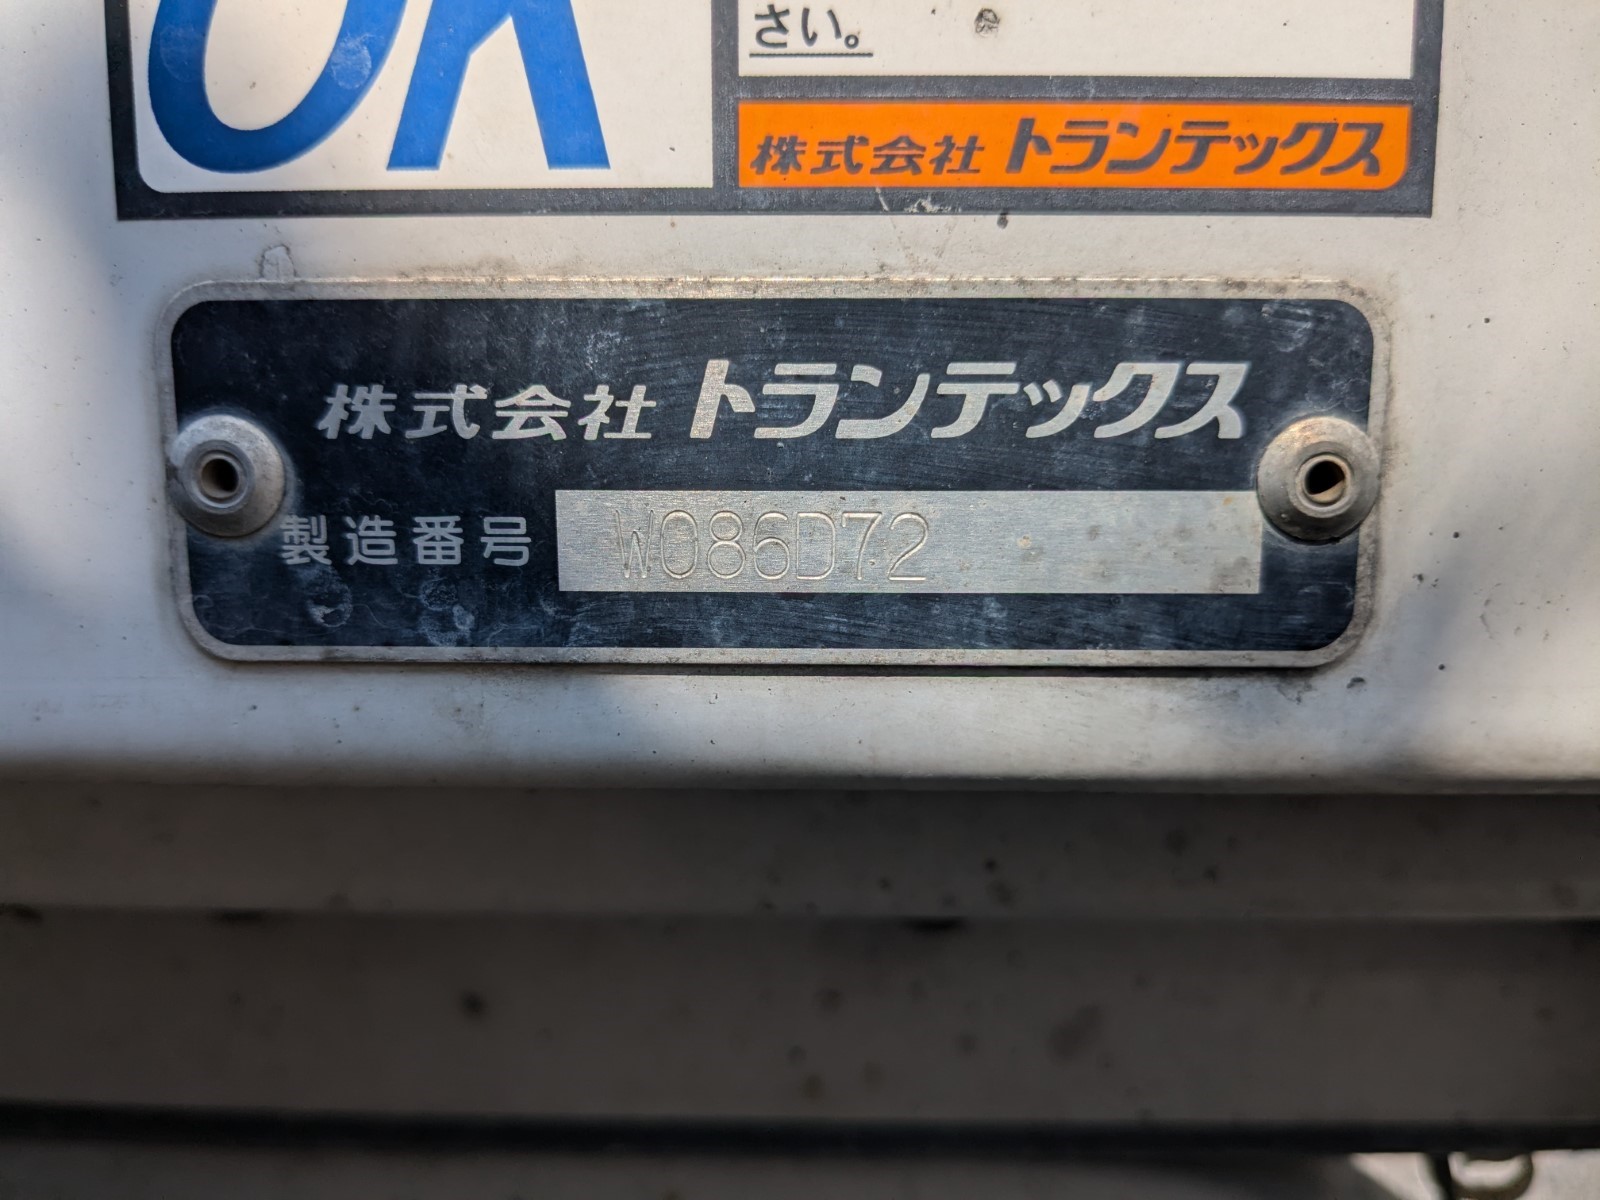 OK
さい。
株式会社 トランテックス
株式会社 トランテックス
製造番号 W086D72